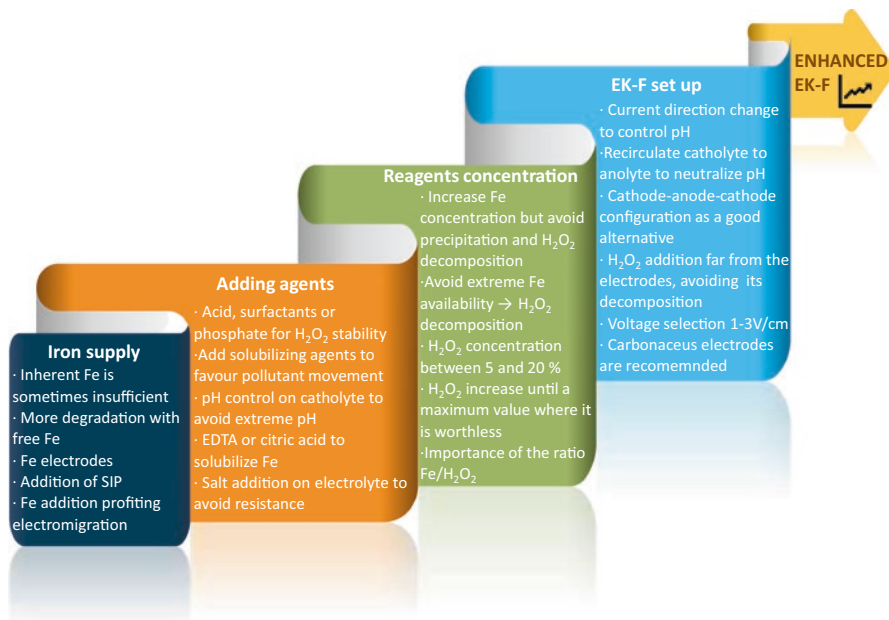 Iron supply
· Inherent Fe is
sometimes insufficient
· More degradation with
free Fe
· Fe electrodes
· Addition of SIP
· Fe addition profiting
electromigration
Adding agents
· Acid, surfactants or
phosphate for H₂O₂ stability
·Add solubilizing agents to
favour pollutant movement
· pH control on catholyte to
avoid extreme pH
· EDTA or citric acid to
solubilize Fe
· Salt addition on electrolyte to
avoid resistance
Reagents concentration
· Increase Fe
concentration but avoid
precipitation and H₂O₂
decomposition
·Avoid extreme Fe
availability → H₂O₂
decomposition
· H₂O₂ concentration
between 5 and 20 %
· H₂O₂ increase until a
maximum value where it
is worthless
·Importance of the ratio
Fe/H₂O₂
EK-F set up
· Current direction change
to control pH
·Recirculate catholyte to
anolyte to neutralize pH
· Cathode-anode-cathode
configuration as a good
alternative
· H₂O₂ addition far from the
electrodes, avoiding its
decomposition
· Voltage selection 1-3V/cm
· Carbonaceus electrodes
are recomemnded
ENHANCED
EK-F